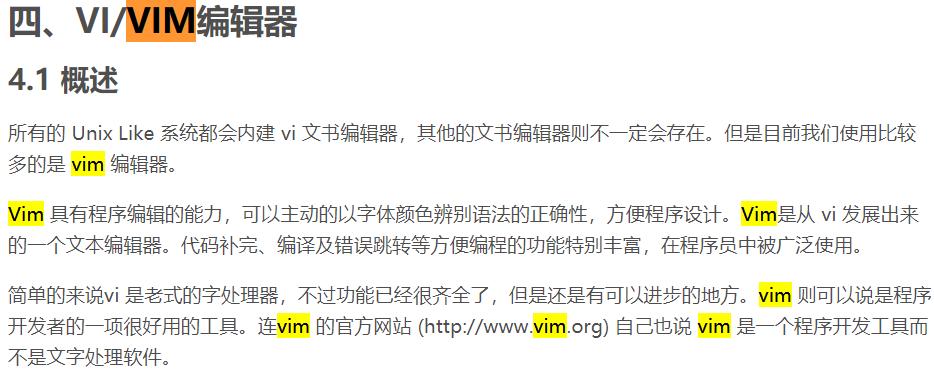 四、VI/VIM编辑器
4.1 概述
所有的 Unix Like 系统都会内建 vi 文书编辑器，其他的文书编辑器则不一定会存在。但是目前我们使用比较
多的是 vim 编辑器。
Vim 具有程序编辑的能力，可以主动的以字体颜色辨别语法的正确性，方便程序设计。Vim是从 vi 发展出来
的一个文本编辑器。代码补完、编译及错误跳转等方便编程的功能特别丰富，在程序员中被广泛使用。
简单的来说vi 是老式的字处理器，不过功能已经很齐全了，但是还是有可以进步的地方。vim 则可以说是程序
开发者的一项很好用的工具。连vim 的官方网站 (http://www.vim.org) 自己也说 vim 是一个程序开发工具而
不是文字处理软件。